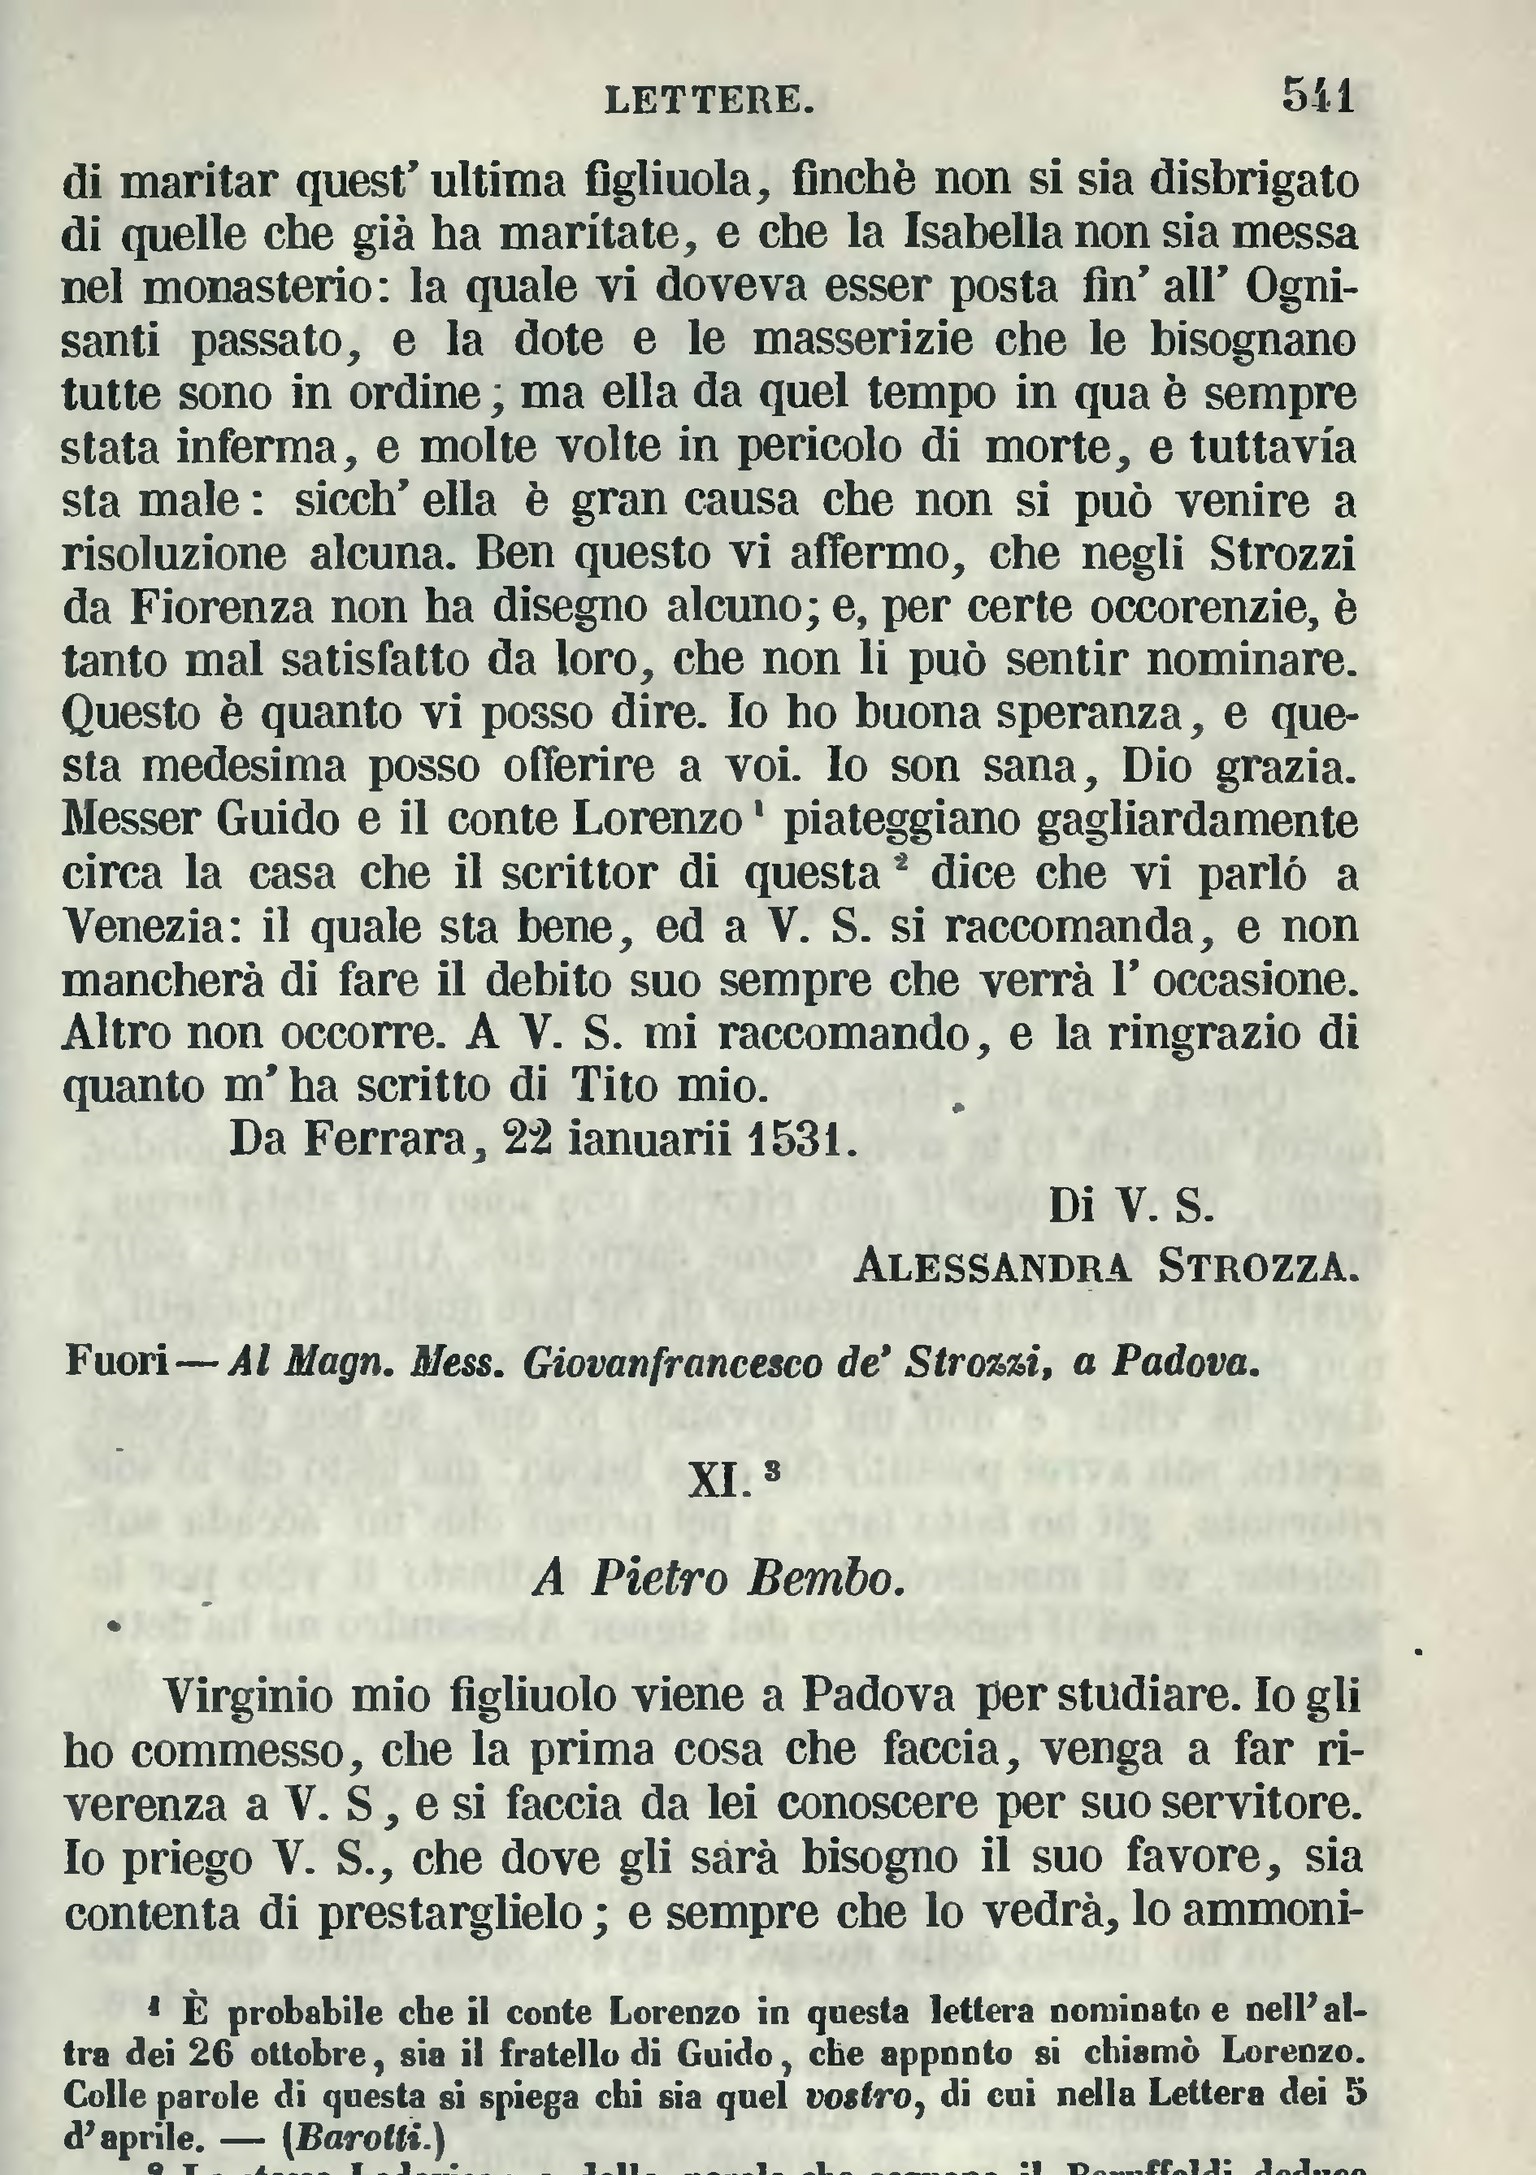 LETTERE. 541
di maritar quest' ultima figliuola, finchè non si sia disbrigato
di quelle che già ha maritate, e che la Isabella non sia messa
nel monasterio: la quale vi doveva esser posta fin' all' Ogni-
santi passato, e la dote e le masserizie che le bisognano
tutte sono in ordine; ma ella da quel tempo in qua è sempre
stata inferma, e molte volte in pericolo di morte, e tuttavía
sta male: sicch' ella è gran causa che non si può venire a
risoluzione alcuna. Ben questo vi affermo, che negli Strozzi
da Fiorenza non ha disegno alcuno; e, per certe occorenzie, è
tanto mal satisfatto da loro, che non li può sentir nominare.
Questo è quanto vi posso dire. Io ho buona speranza, e que-
sta medesima posso offerire a voi. Io son sana, Dio grazia.
Messer Guido e il conte Lorenzo ¹ piateggiano gagliardamente
circa la casa che il scrittor di questa ² dice che vi parlò a
Venezia: il quale sta bene, ed a V. S. si raccomanda, e non
mancherà di fare il debito suo sempre che verrà l' occasione.
Altro non occorre. A V. S. mi raccomando, e la ringrazio di
quanto m' ha scritto di Tito mio.
Da Ferrara, 22 ianuarii 1531.
Di V. S.
ALESSANDRA STROZZA.
Fuori — Al Magn. Mess. Giovanfrancesco de' Strozzi, a Padova.
XI. ³
A Pietro Bembo.
Virginio mio figliuolo viene a Padova per studiare. Io gli
ho commesso, che la prima cosa che faccia, venga a far ri-
verenza a V. S, e si faccia da lei conoscere per suo servitore.
Io priego V. S., che dove gli sarà bisogno il suo favore, sia
contenta di prestarglielo; e sempre che lo vedrà, lo ammoni-
¹ È probabile che il conte Lorenzo in questa lettera nominato e nell' al-
tra dei 26 ottobre, sia il fratello di Guido, che appunto si chiamò Lorenzo.
Colle parole di questa si spiega chi sia quel vostro, di cui nella Lettera dei 5
d' aprile. — (Barotti.)